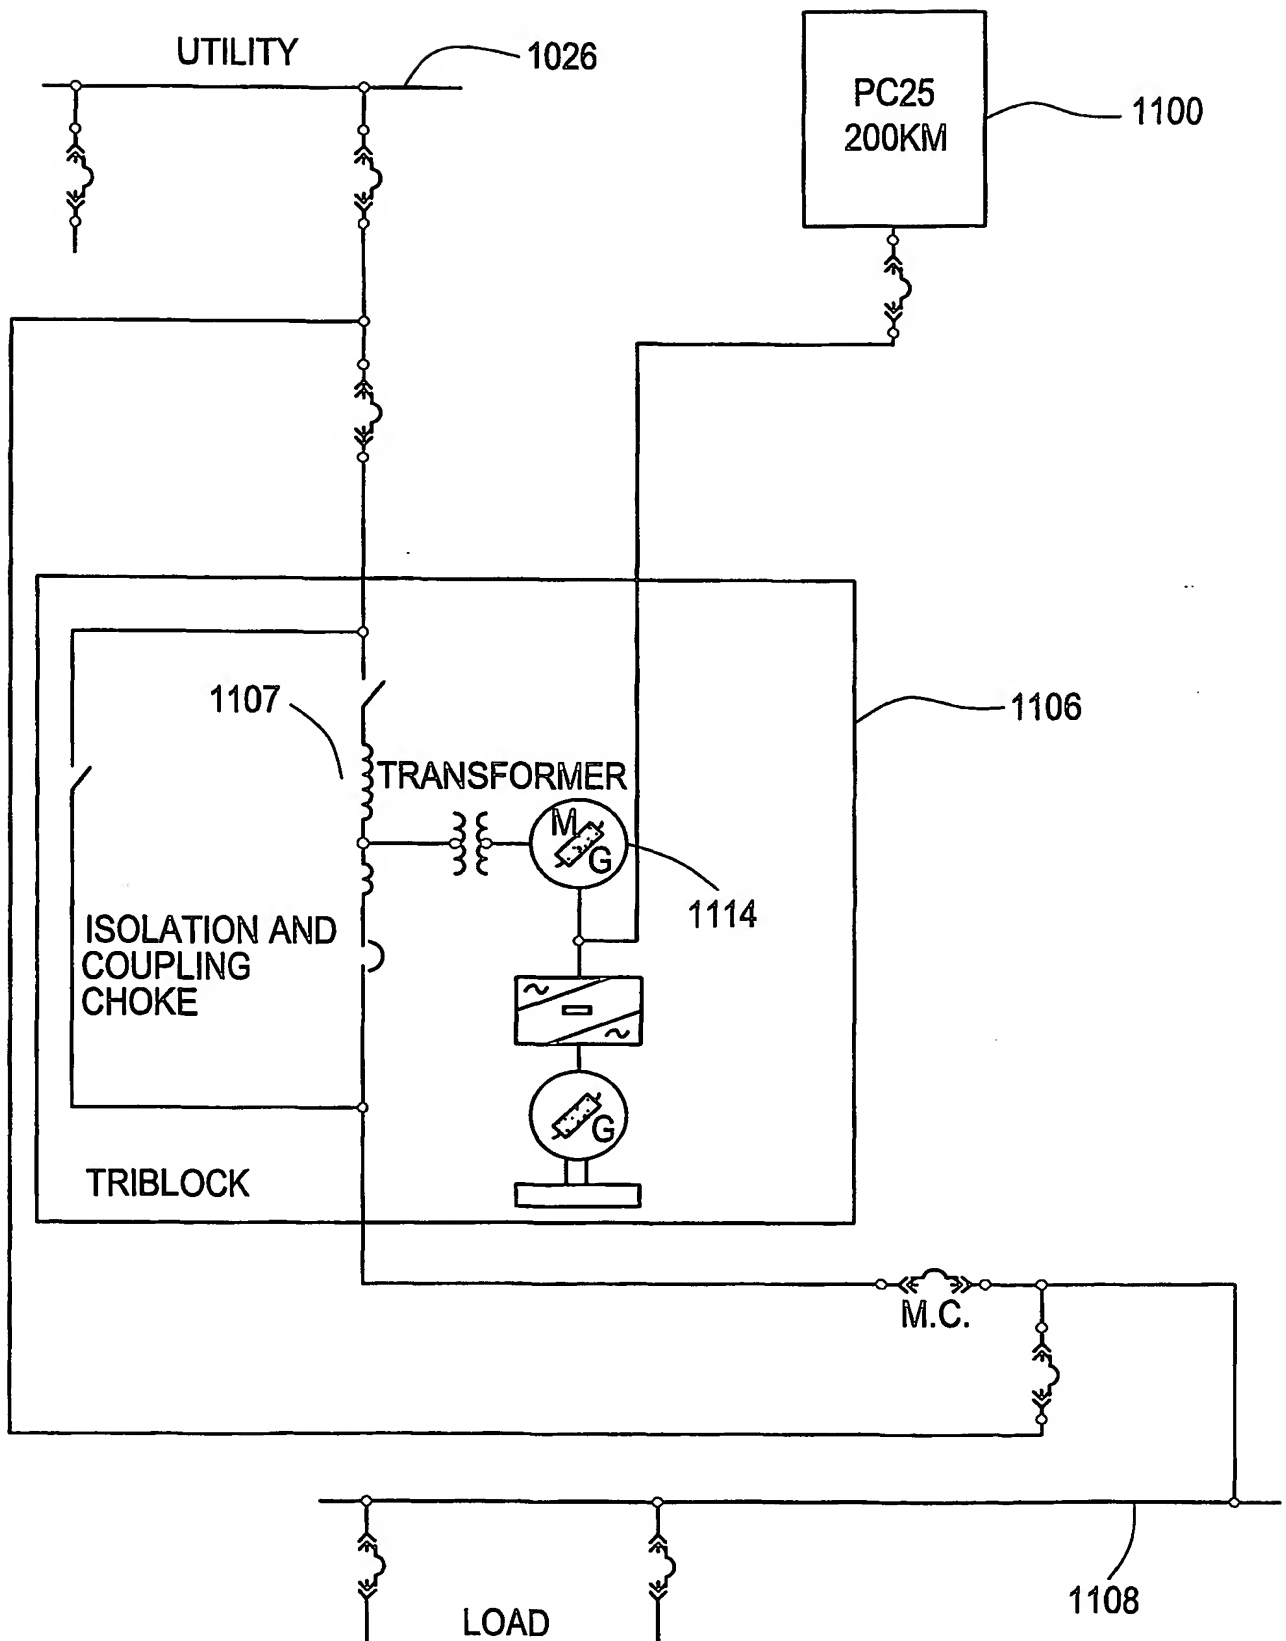 UTILITY
1026
PC25
200KM
1100
1107
1106
TRANSFORMER
M
G
1114
ISOLATION AND
COUPLING
CHOKE
~
~
G
TRIBLOCK
M.C.
1108
LOAD